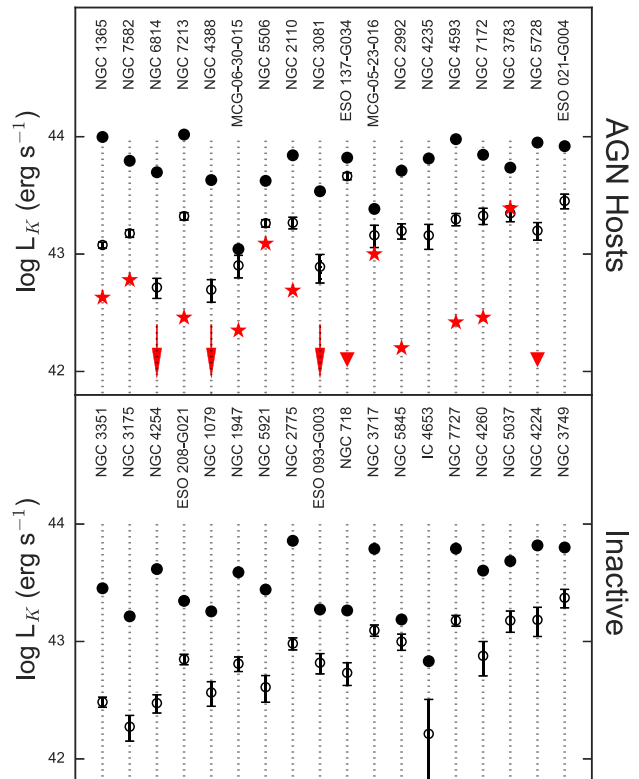 NGC 1365
NGC 7582
NGC 6814
NGC 7213
NGC 4388
MCG-06-30-015
NGC 5506
NGC 2110
NGC 3081
ESO 137-G034
MCG-05-23-016
NGC 2992
NGC 4235
NGC 4593
NGC 7172
NGC 3783
NGC 5728
ESO 021-G004
44
43
42
log L_K (erg s⁻¹)
AGN Hosts
NGC 3351
NGC 3175
NGC 4254
ESO 208-G021
NGC 1079
NGC 1947
NGC 5921
NGC 2775
ESO 093-G003
NGC 718
NGC 3717
NGC 5845
IC 4653
NGC 7727
NGC 4260
NGC 5037
NGC 4224
NGC 3749
44
43
42
log L_K (erg s⁻¹)
Inactive